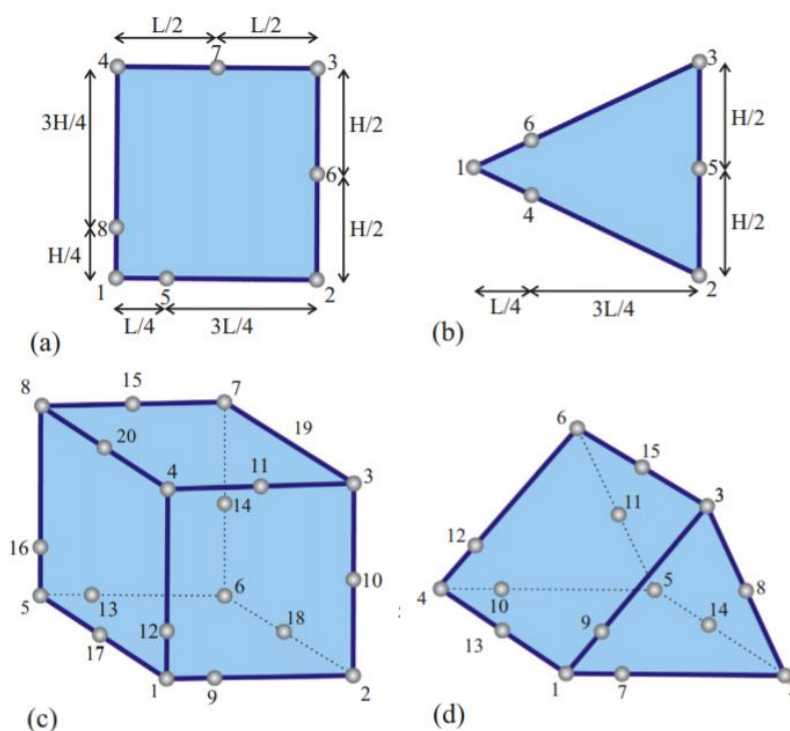 L/2 L/2
4 7 3
3H/4 H/2
6
8 H/2
H/4
1 5 2
L/4 3L/4
(a)
3
6 H/2
1 5
4 H/2
2
L/4 3L/4
(b)
8 15 7
20 19
4 11 3
14
16 10
5 13 6
12 18
17
1 9 2
(c)
6
15
11 3
12
4 10 5 8
13 9 14
1 7
(d)